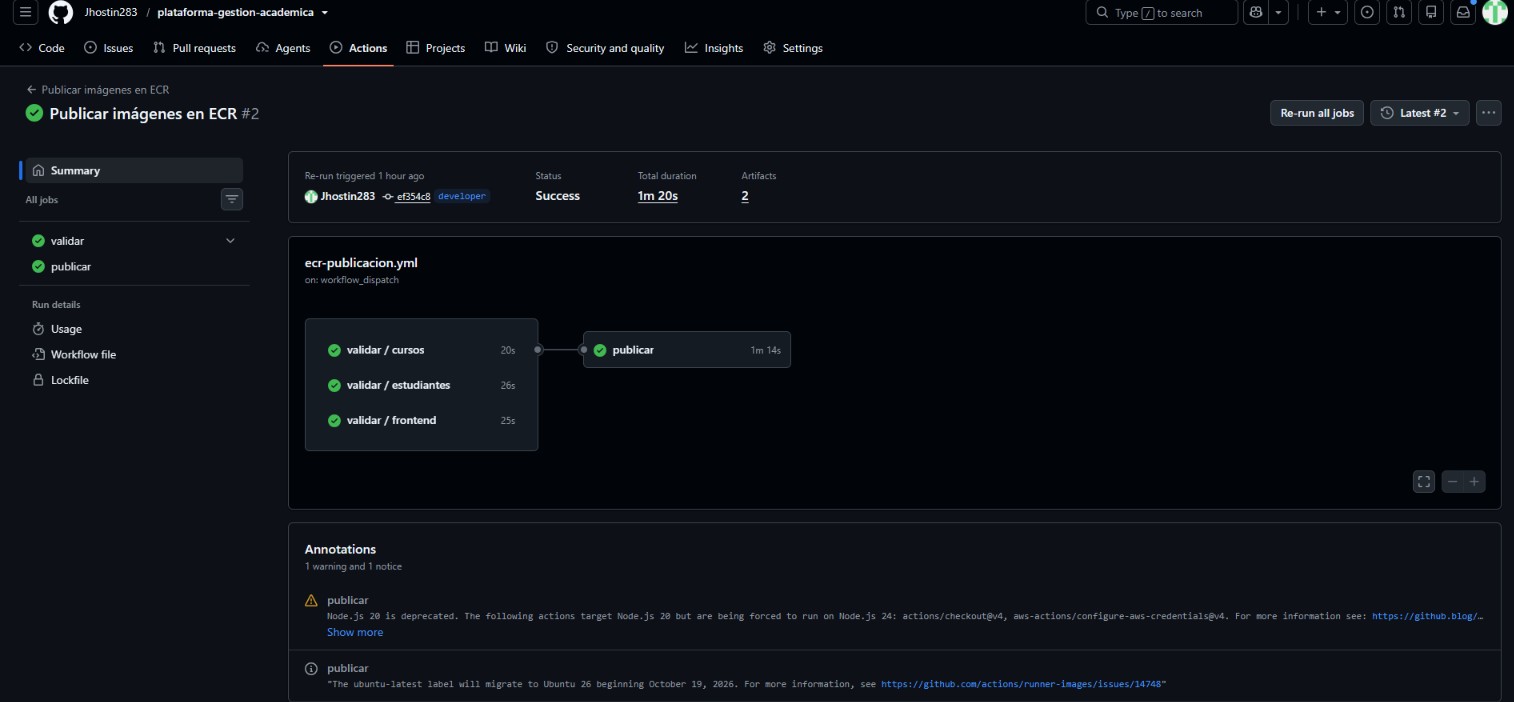 Jhostin283 / plataforma-gestion-academica
Type / to search
Code Issues Pull requests Agents Actions Projects Wiki Security and quality Insights Settings
← Publicar imágenes en ECR
Publicar imágenes en ECR #2
Re-run all jobs Latest #2
Summary
All jobs
validar
publicar
Run details
Usage
Workflow file
Lockfile
Re-run triggered 1 hour ago Status Total duration Artifacts
Jhostin283 ef354c8 developer Success 1m 20s 2
ecr-publicacion.yml
on: workflow_dispatch
validar / cursos 20s
validar / estudiantes 26s
validar / frontend 25s
publicar 1m 14s
Annotations
1 warning and 1 notice
publicar
Node.js 20 is deprecated. The following actions target Node.js 20 but are being forced to run on Node.js 24: actions/checkout@v4, aws-actions/configure-aws-credentials@v4. For more information see: https://github.blog/…
Show more
publicar
"The ubuntu-latest label will migrate to Ubuntu 26 beginning October 19, 2026. For more information, see https://github.com/actions/runner-images/issues/14748"